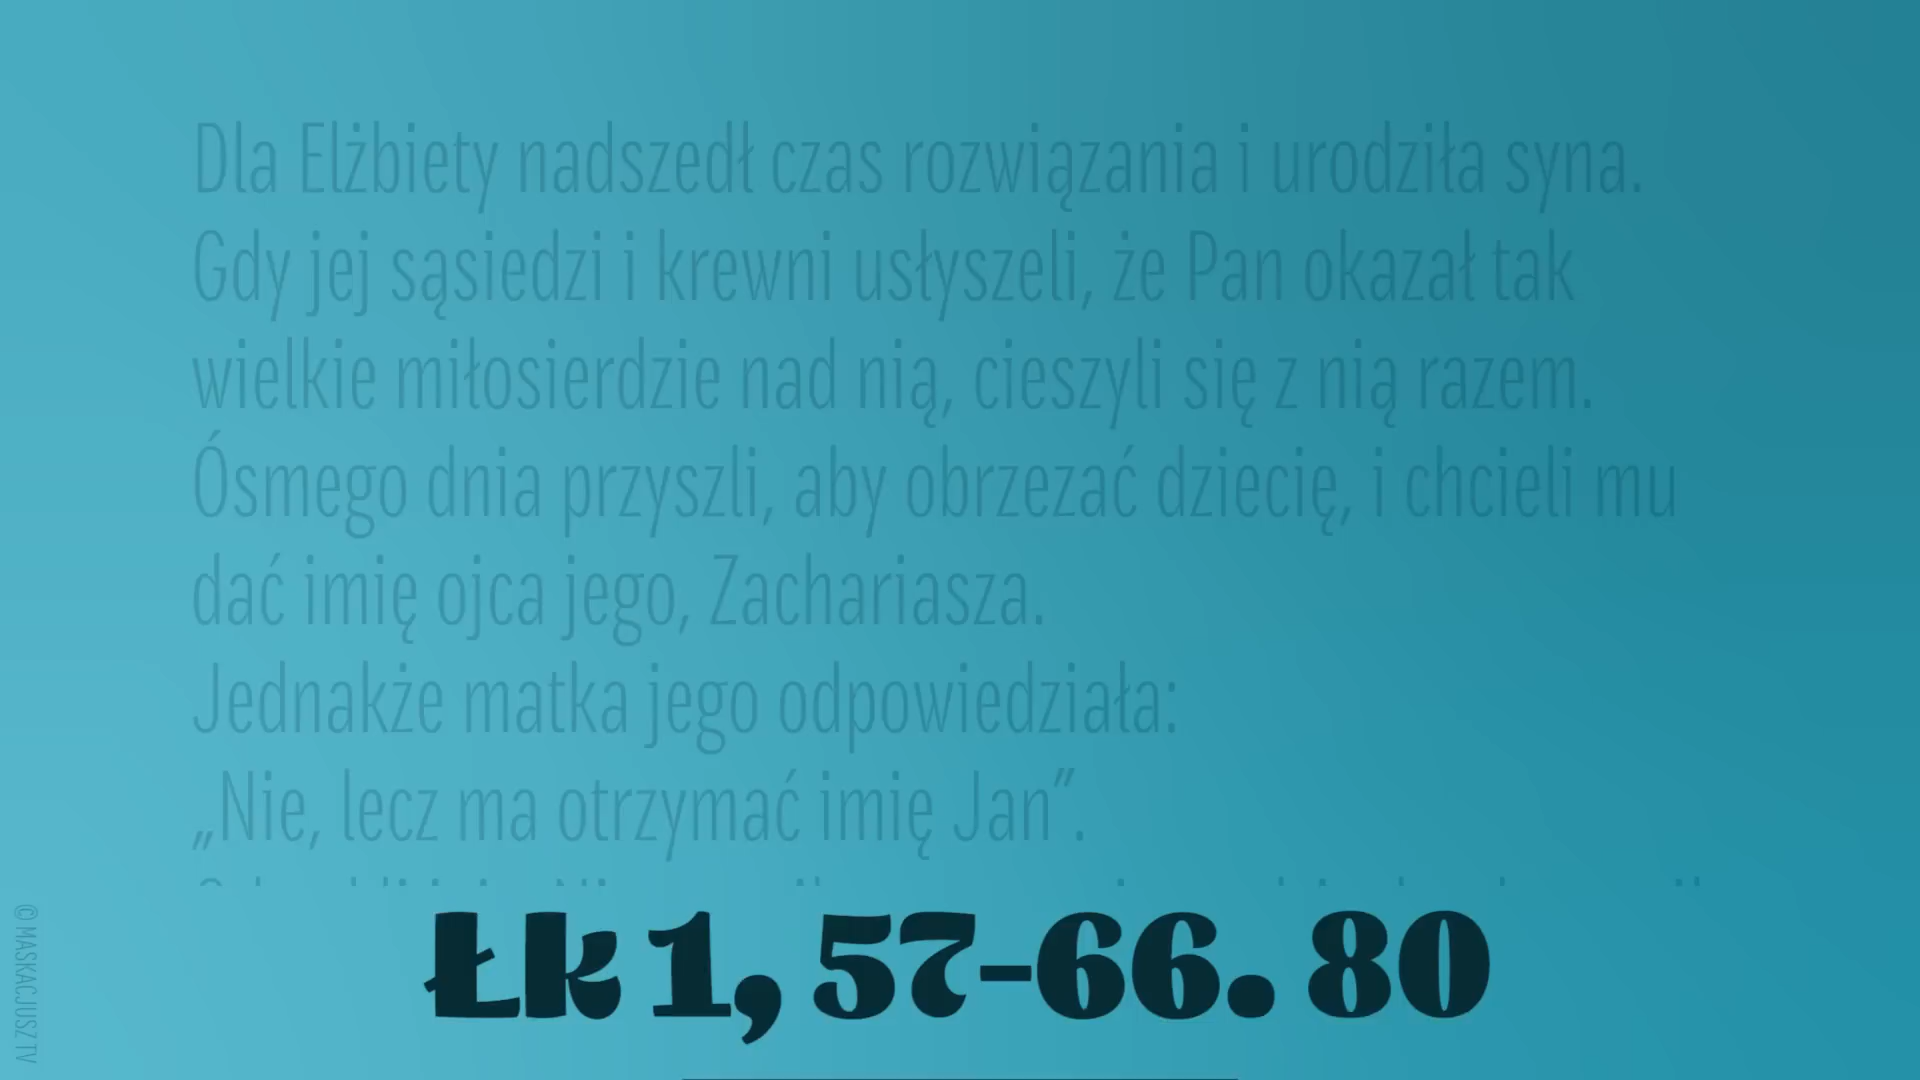 Dla Elżbiety nadszedł czas rozwiązania i urodziła syna.
Gdy jej sąsiedzi i krewni usłyszeli, że Pan okazał tak
wielkie miłosierdzie nad nią, cieszyli się z nią razem.
Ósmego dnia przyszli, aby obrzezać dziecię, i chcieli mu
dać imię ojca jego, Zachariasza.
Jednakże matka jego odpowiedziała:
„Nie, lecz ma otrzymać imię Jan”.
Łk 1, 57-66. 80
© MASKACJUSZ TV